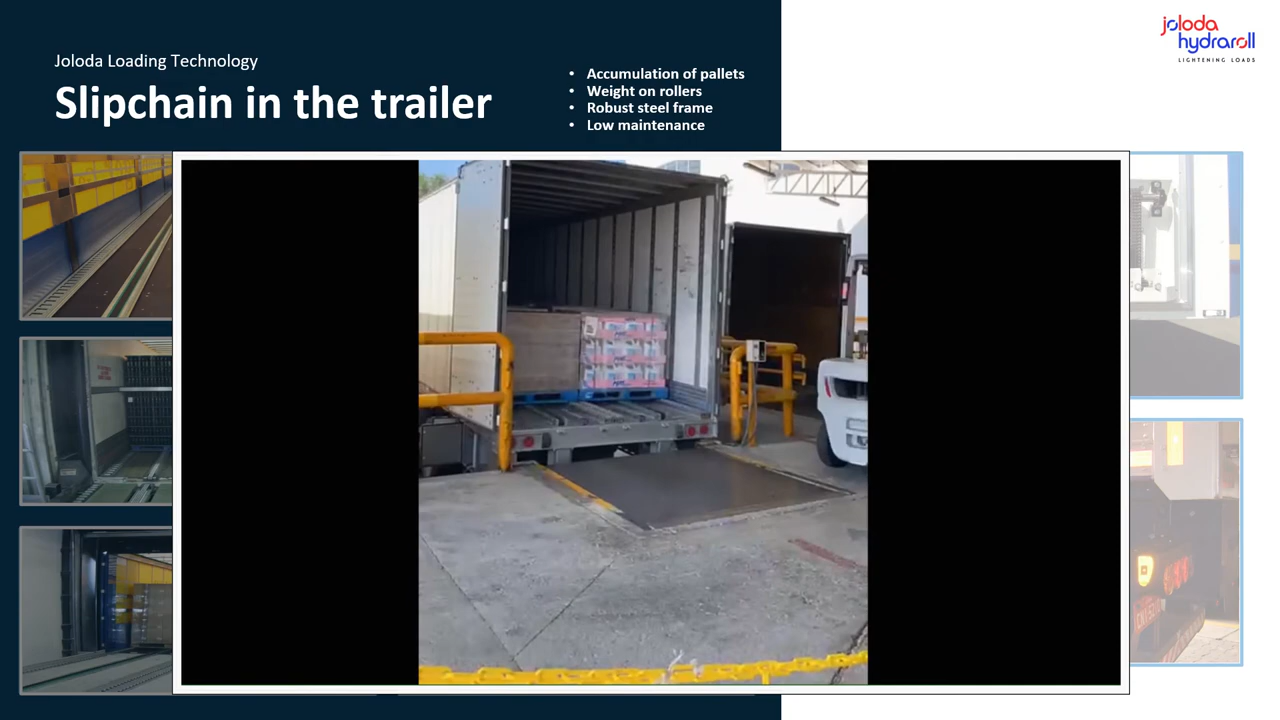 Joloda Loading Technology
Slipchain in the trailer
• Accumulation of pallets
• Weight on rollers
• Robust steel frame
• Low maintenance
joloda
hydraroll
LIGHTENING LOADS